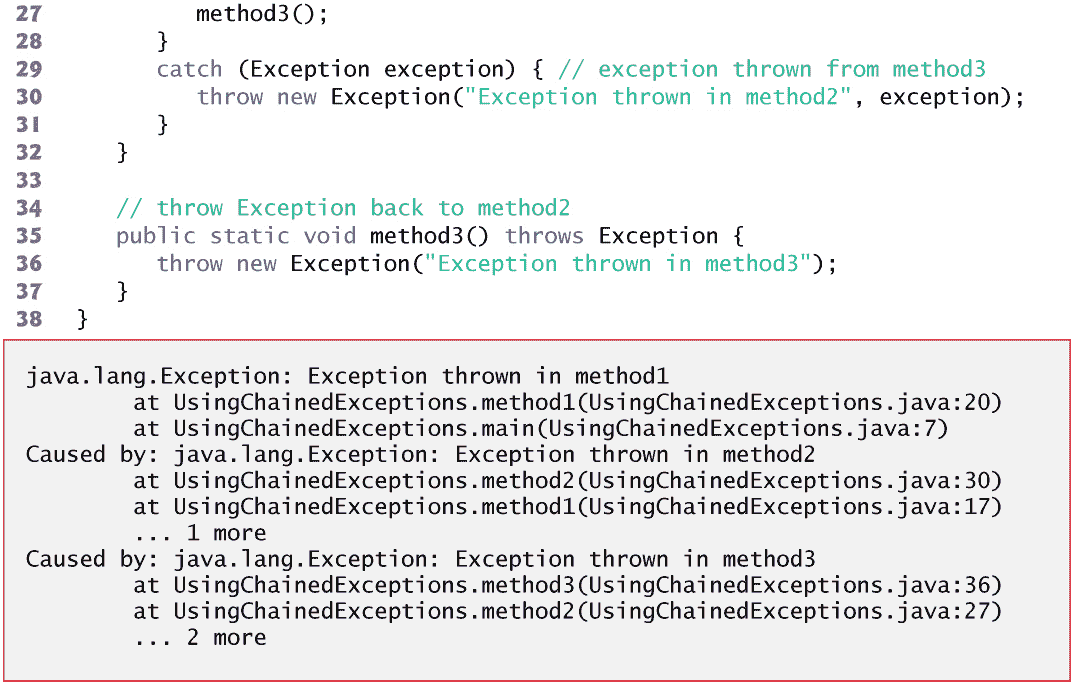 27            method3();
28         }
29         catch (Exception exception) { // exception thrown from method3
30            throw new Exception("Exception thrown in method2", exception);
31         }
32      }
33
34      // throw Exception back to method2
35      public static void method3() throws Exception {
36         throw new Exception("Exception thrown in method3");
37      }
38   }
java.lang.Exception: Exception thrown in method1
        at UsingChainedExceptions.method1(UsingChainedExceptions.java:20)
        at UsingChainedExceptions.main(UsingChainedExceptions.java:7)
Caused by: java.lang.Exception: Exception thrown in method2
        at UsingChainedExceptions.method2(UsingChainedExceptions.java:30)
        at UsingChainedExceptions.method1(UsingChainedExceptions.java:17)
        ... 1 more
Caused by: java.lang.Exception: Exception thrown in method3
        at UsingChainedExceptions.method3(UsingChainedExceptions.java:36)
        at UsingChainedExceptions.method2(UsingChainedExceptions.java:27)
        ... 2 more